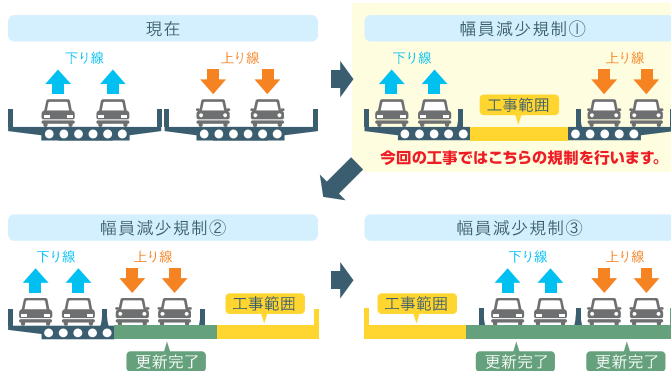 現在
下り線
上り線
幅員減少規制①
下り線
上り線
工事範囲
今回の工事ではこちらの規制を行います。
幅員減少規制②
下り線
上り線
工事範囲
更新完了
幅員減少規制③
下り線
上り線
工事範囲
更新完了
更新完了